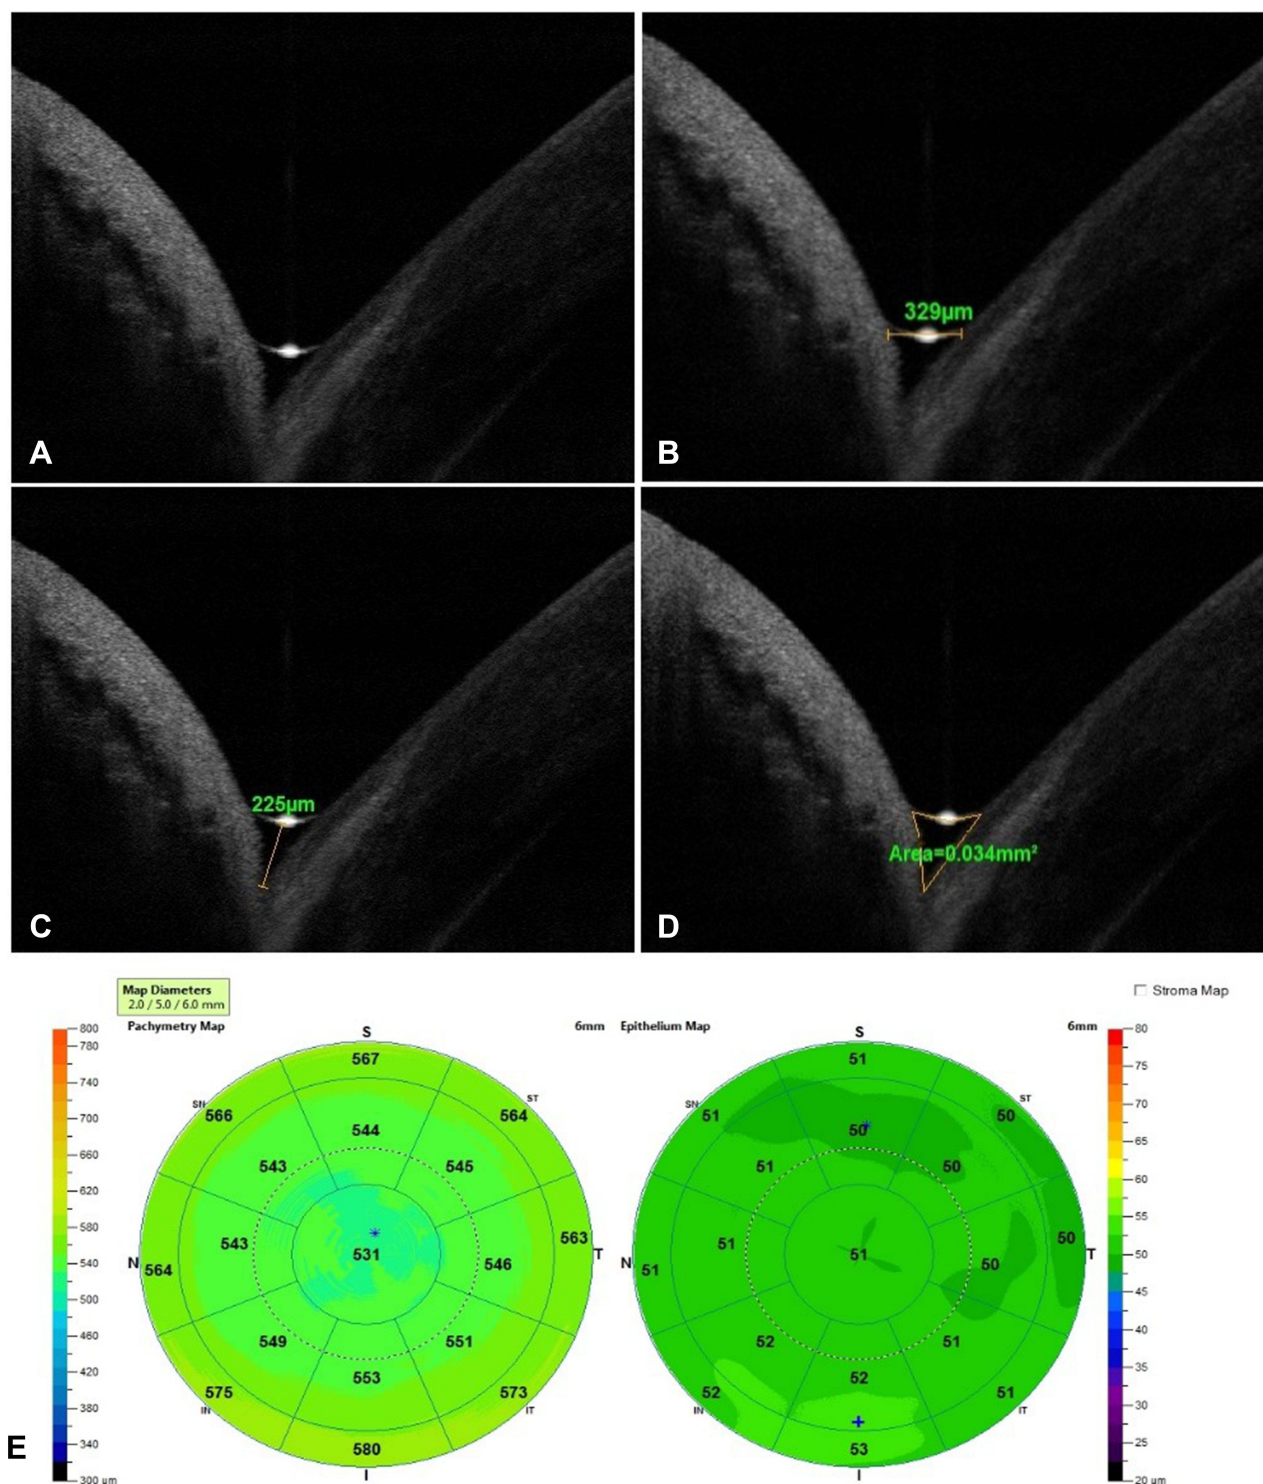 A
B
329µm
C
225µm
D
Area=0.034mm²
E
Map Diameters
2.0 / 5.0 / 6.0 mm
Pachymetry Map
6mm
800
780
740
700
660
620
580
540
500
460
420
380
340
300 um
S
567
SN
566
ST
564
544
543
545
543
531
546
N
564
563
T
549
551
553
575
IN
573
IT
580
I
Stroma Map
Epithelium Map
6mm
S
51
SN
51
ST
50
50
51
50
51
51
50
N
51
50
T
52
51
52
52
IN
51
IT
53
I
80
75
70
65
60
55
50
45
40
35
30
25
20 um